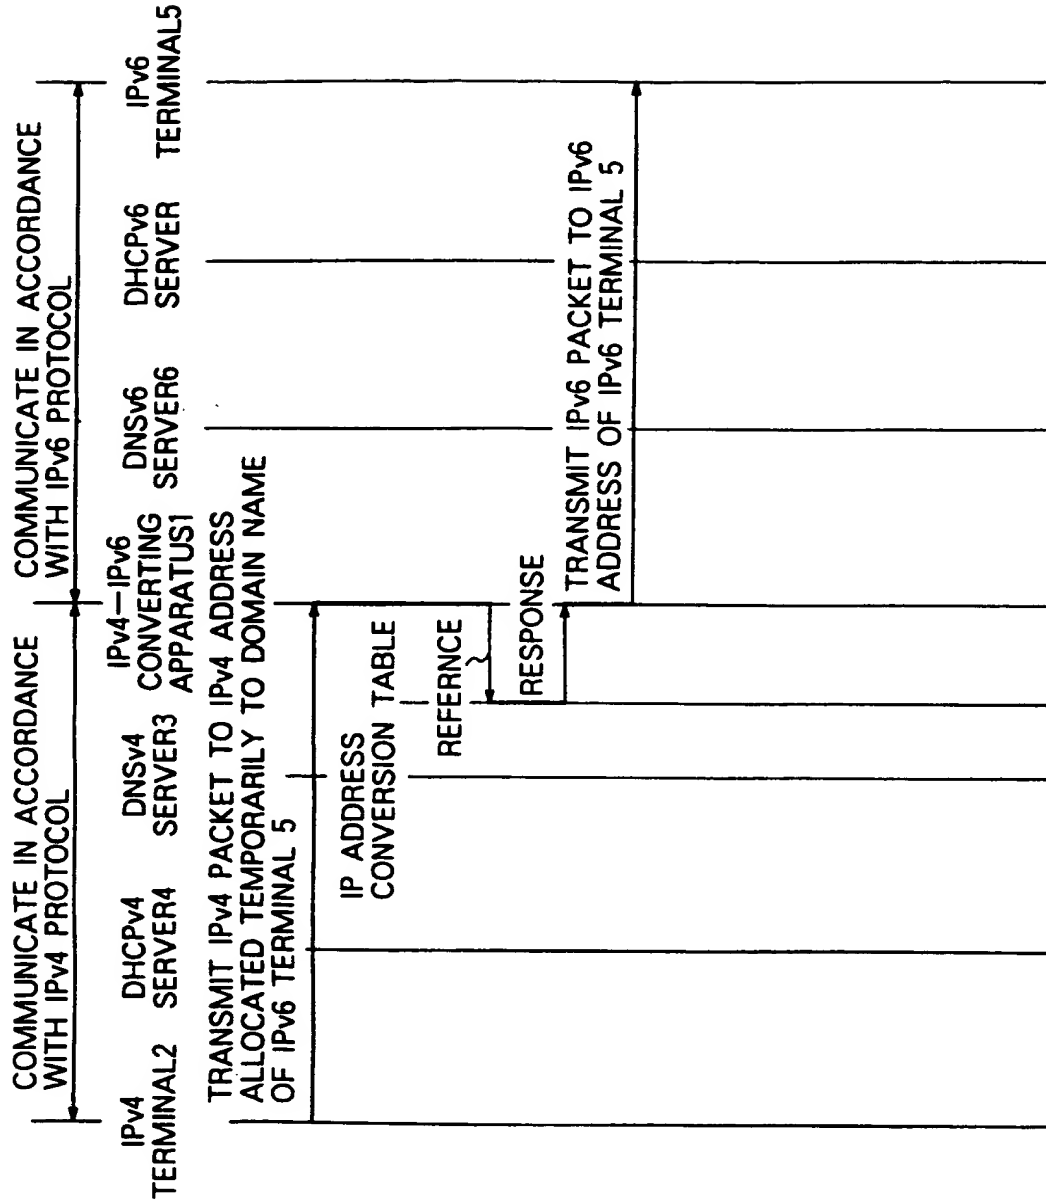 COMMUNICATE IN ACCORDANCE
WITH IPv4 PROTOCOL
COMMUNICATE IN ACCORDANCE
WITH IPv6 PROTOCOL
IPv4
TERMINAL2
DHCPv4
SERVER4
DNSv4
SERVER3
IPv4—IPv6
CONVERTING
APPARATUS1
DNSv6
SERVER6
DHCPv6
SERVER
IPv6
TERMINAL5
TRANSMIT IPv4 PACKET TO IPv4 ADDRESS
ALLOCATED TEMPORARILY TO DOMAIN NAME
OF IPv6 TERMINAL 5
IP ADDRESS
CONVERSION TABLE
REFERNCE
RESPONSE
TRANSMIT IPv6 PACKET TO IPv6
ADDRESS OF IPv6 TERMINAL 5